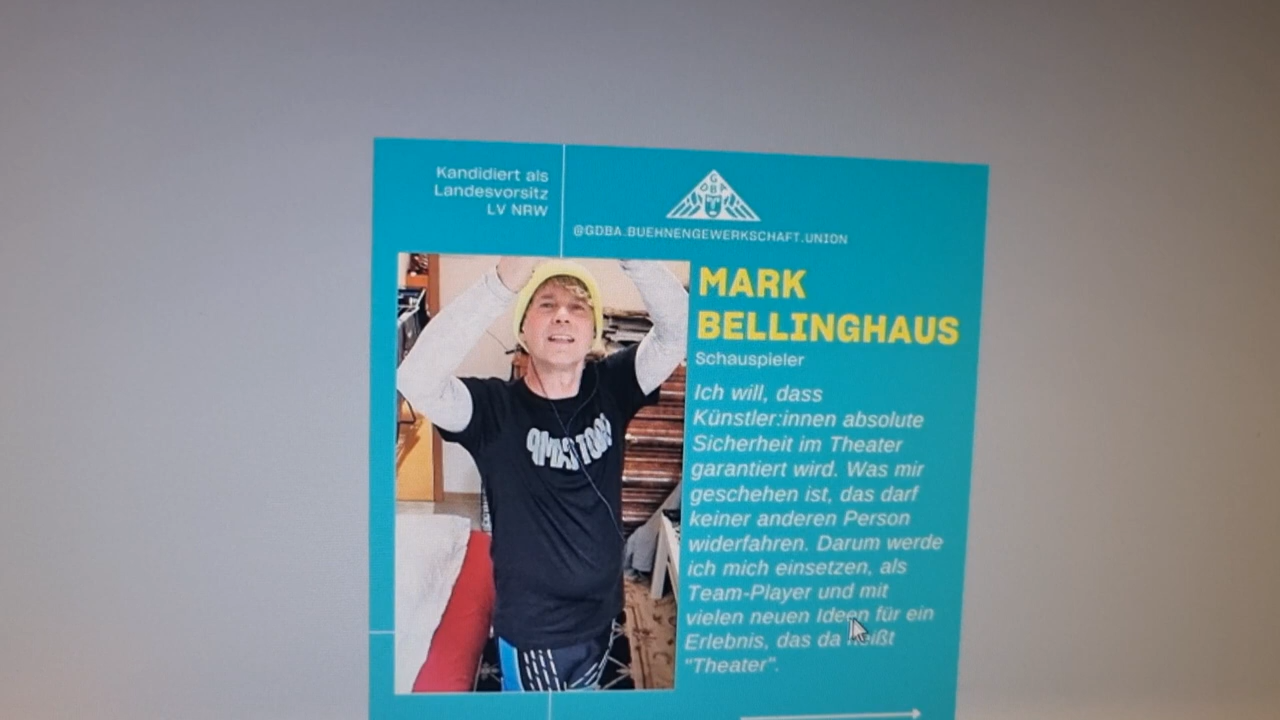 Kandidiert als
Landesvorsitz
LV NRW
GDBA
@GDBA.BUEHNENGEWERKSCHAFT.UNION
MARK
BELLINGHAUS
Schauspieler
Ich will, dass
Künstler:innen absolute
Sicherheit im Theater
garantiert wird. Was mir
geschehen ist, das darf
keiner anderen Person
widerfahren. Darum werde
ich mich einsetzen, als
Team-Player und mit
vielen neuen Ideen für ein
Erlebnis, das da heißt
"Theater".